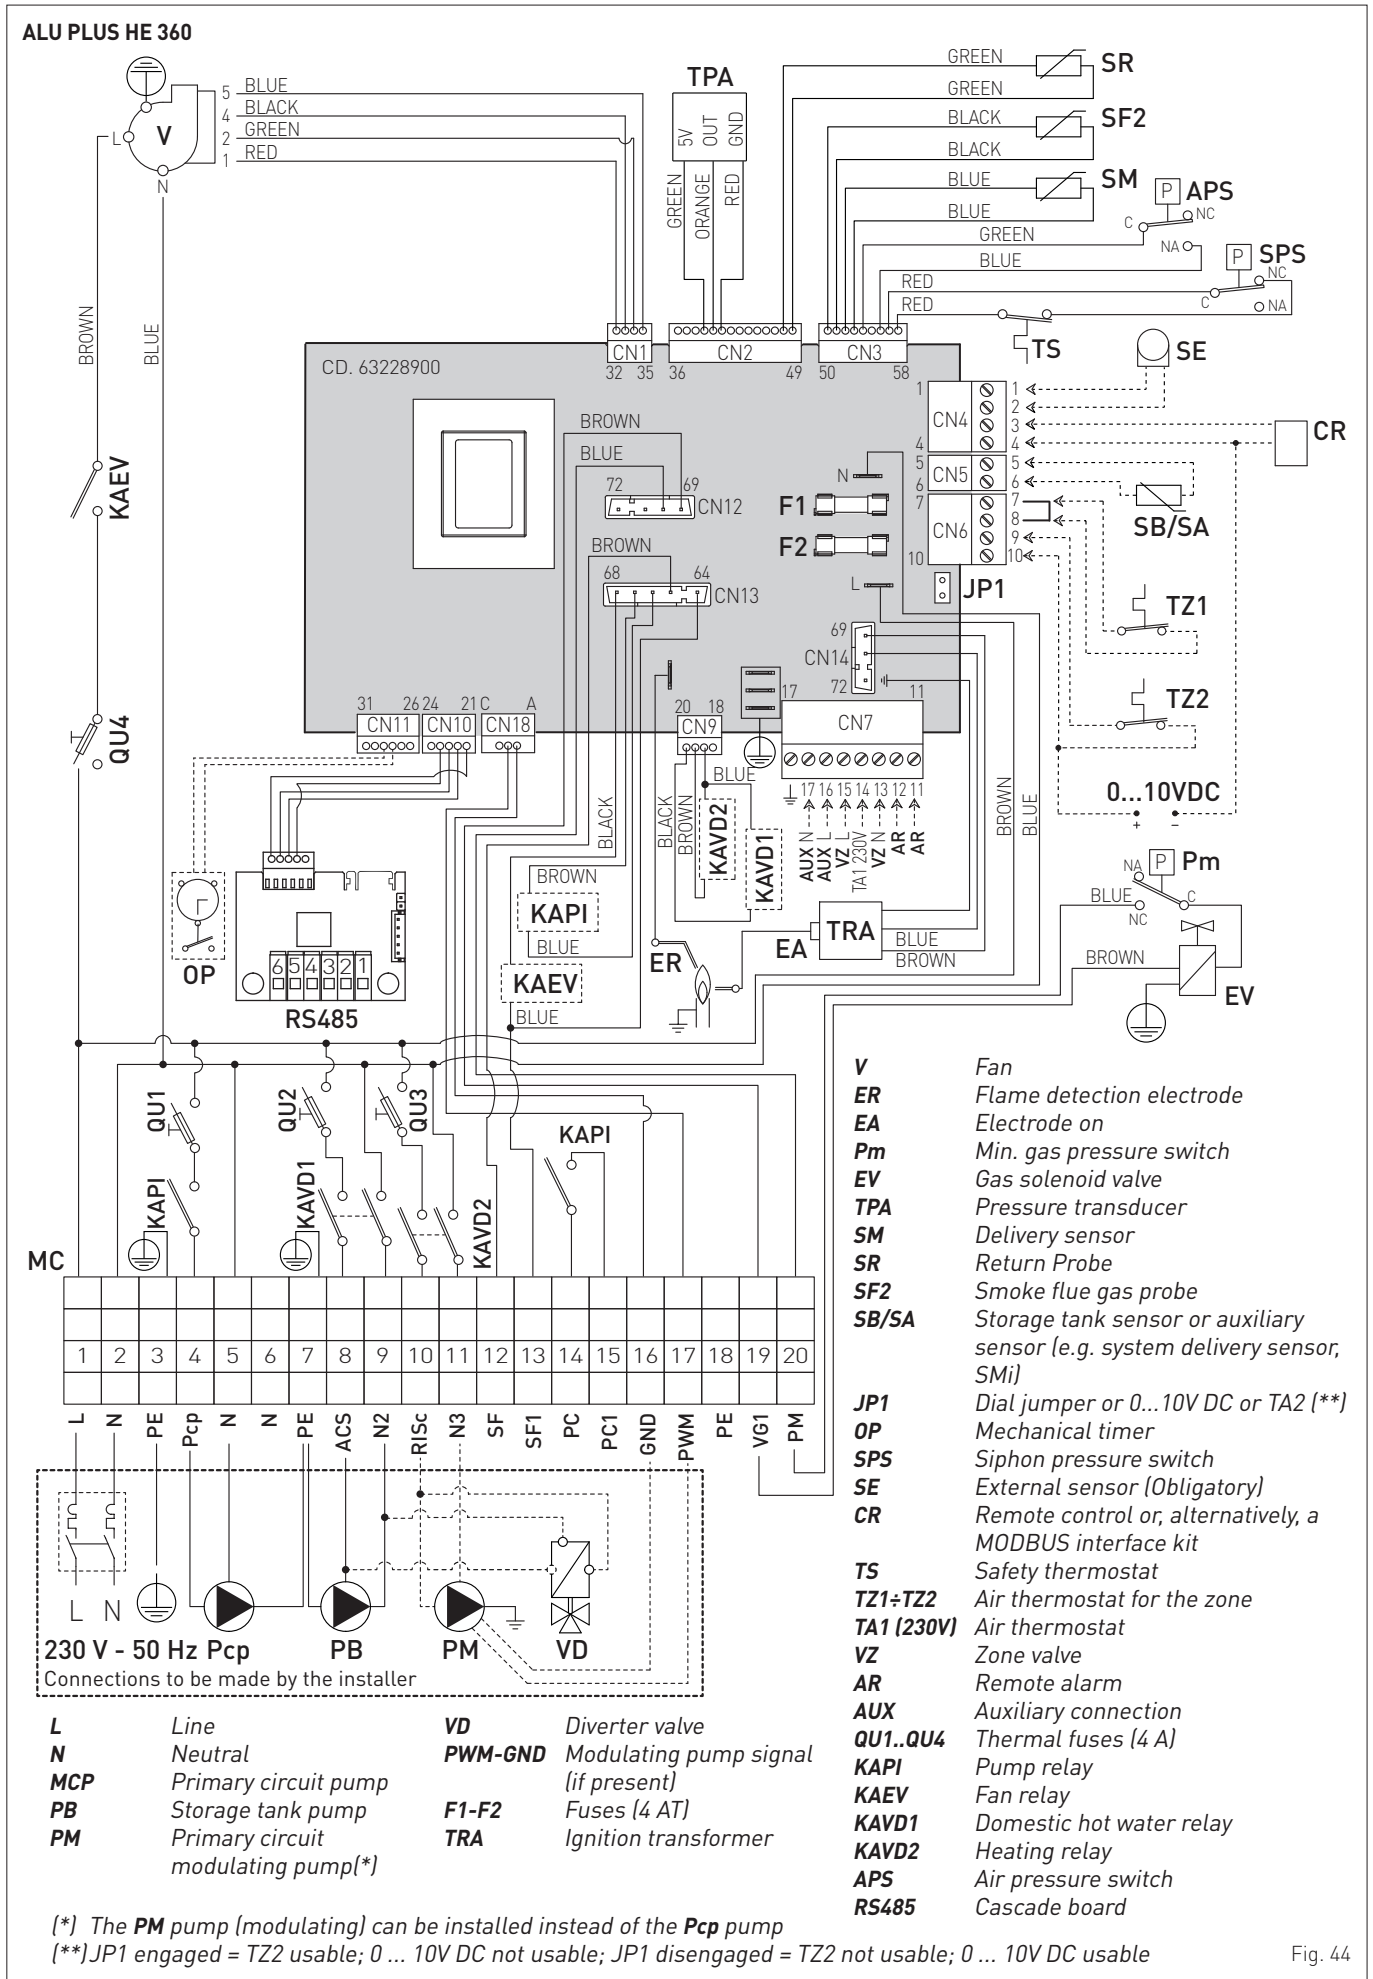 ALU PLUS HE 360
5 BLUE
4 BLACK
2 GREEN
1 RED
L
V
N
TPA
5V
OUT
GND
GREEN
ORANGE
RED
GREEN
SR
GREEN
BLACK
SF2
BLACK
BLUE
SM
BLUE
P APS
C
NC
GREEN
NA
BLUE
P SPS
NC
RED
C
NA
RED
TS
SE
BROWN
BLUE
CN1
CN2
CN3
32 35 36 49 50 58
CD. 63228900
1
CN4
4
1
2
3
4
CR
5
CN5
6
5
6
SB/SA
7
CN6
10
7
8
9
10
BROWN
BLUE
72 69
CN12
N
F1
F2
KAEV
BROWN
68 64
CN13
L
JP1
TZ1
69
CN14
72
TZ2
QU4
31 26 24 21 C A
CN11
CN10
CN18
20 18
CN9
17 11
CN7
BLUE
BLACK
BLACK
BROWN
KAVD2
KAVD1
17 16 15 14 13 12 11
AUX N
AUX L
VZ L
TA1 230V
VZ N
AR
AR
BROWN
BLUE
0...10VDC
+ −
NA
P Pm
BLUE
C
NC
BROWN
EV
BROWN
KAPI
BLUE
KAEV
BLUE
ER
EA
TRA
BLUE
BROWN
OP
6 5 4 3 2 1
RS485
QU1
KAPI
QU2
KAVD1
QU3
KAVD2
KAPI
MC
1 2 3 4 5 6 7 8 9 10 11 12 13 14 15 16 17 18 19 20
L N PE Pcp N N PE ACS N2 RISc N3 SF SF1 PC PC1 GND PWM PE VG1 PM
L N
230 V - 50 Hz Pcp PB PM VD
Connections to be made by the installer
V Fan
ER Flame detection electrode
EA Electrode on
Pm Min. gas pressure switch
EV Gas solenoid valve
TPA Pressure transducer
SM Delivery sensor
SR Return Probe
SF2 Smoke flue gas probe
SB/SA Storage tank sensor or auxiliary
sensor (e.g. system delivery sensor,
SMi)
JP1 Dial jumper or 0...10V DC or TA2 (**)
OP Mechanical timer
SPS Siphon pressure switch
SE External sensor (Obligatory)
CR Remote control or, alternatively, a
MODBUS interface kit
TS Safety thermostat
TZ1÷TZ2 Air thermostat for the zone
TA1 (230V) Air thermostat
VZ Zone valve
AR Remote alarm
AUX Auxiliary connection
QU1..QU4 Thermal fuses (4 A)
KAPI Pump relay
KAEV Fan relay
KAVD1 Domestic hot water relay
KAVD2 Heating relay
APS Air pressure switch
RS485 Cascade board
L Line
N Neutral
MCP Primary circuit pump
PB Storage tank pump
PM Primary circuit
modulating pump(*)
VD Diverter valve
PWM-GND Modulating pump signal
(if present)
F1-F2 Fuses (4 AT)
TRA Ignition transformer
(*) The PM pump (modulating) can be installed instead of the Pcp pump
(**)JP1 engaged = TZ2 usable; 0 ... 10V DC not usable; JP1 disengaged = TZ2 not usable; 0 ... 10V DC usable
Fig. 44